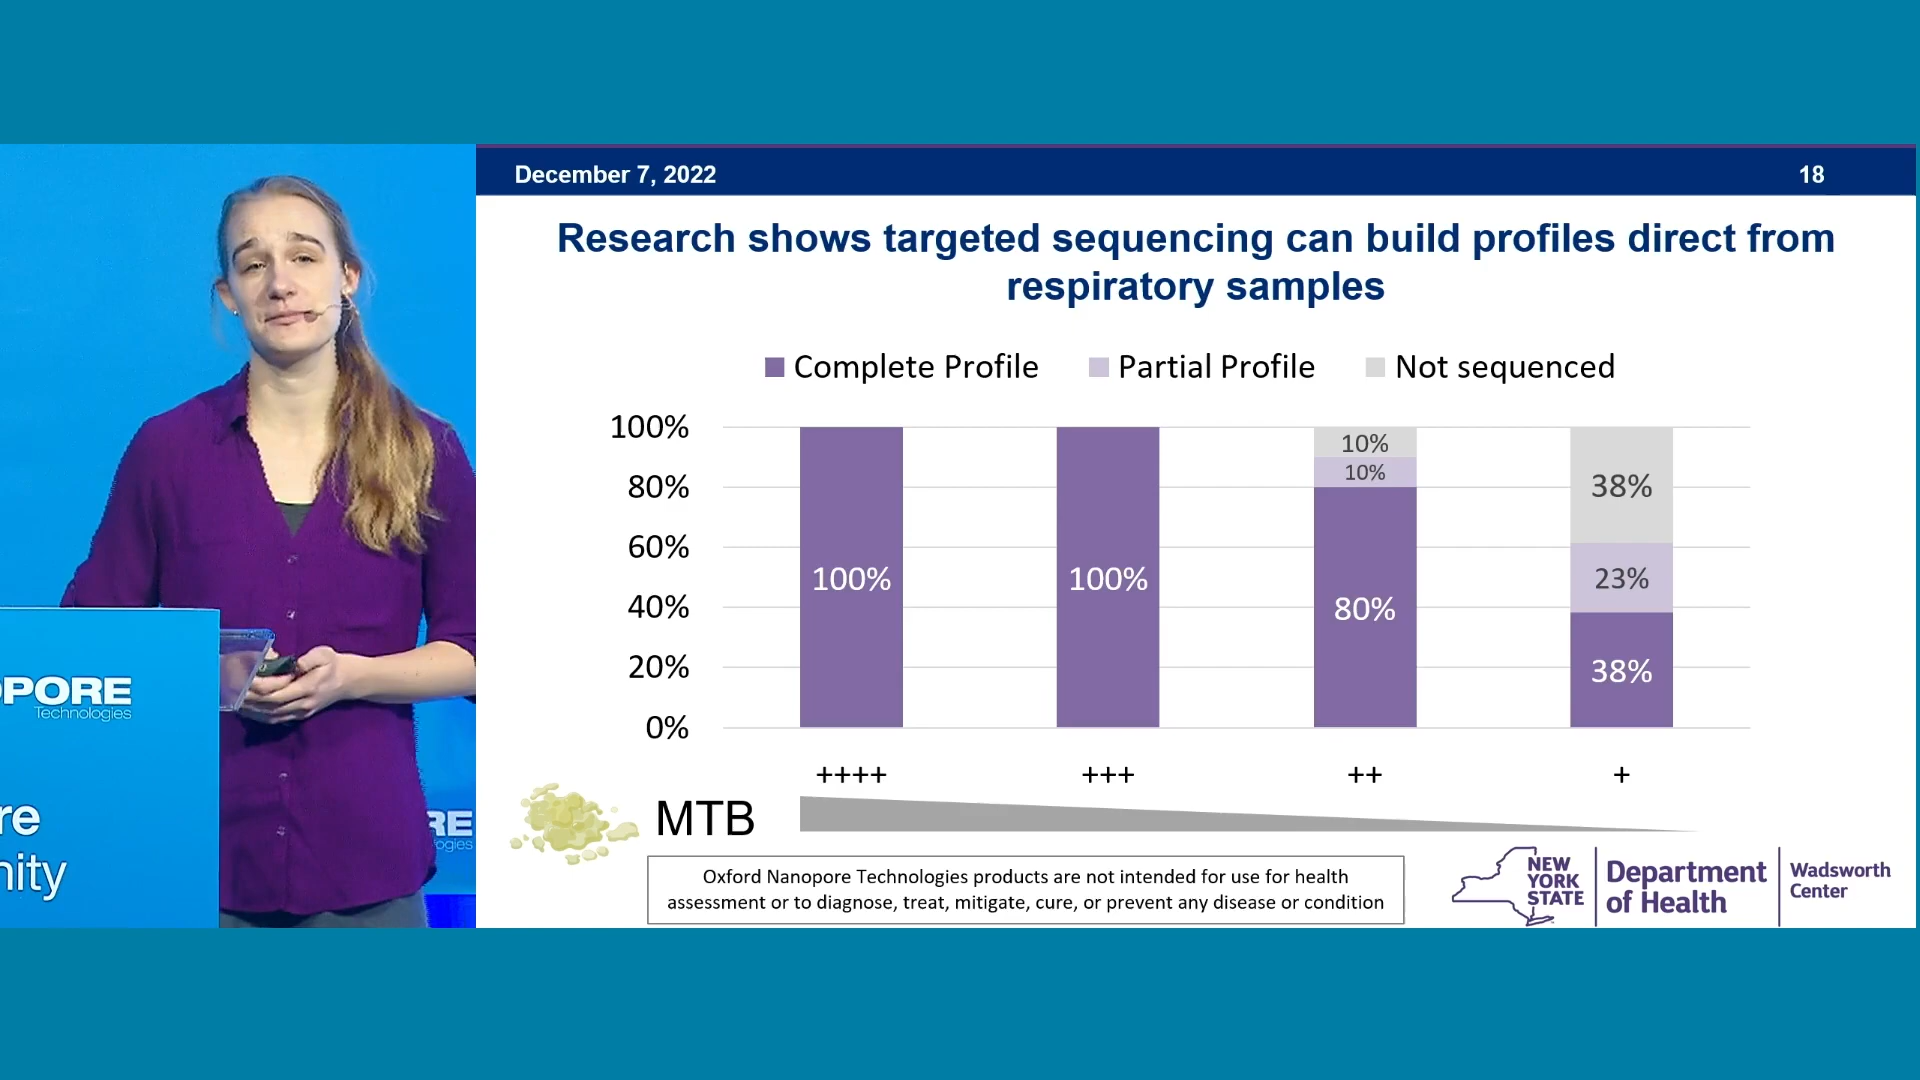 December 7, 2022
18
Research shows targeted sequencing can build profiles direct from
respiratory samples
Complete Profile
Partial Profile
Not sequenced
100%
80%
60%
40%
20%
0%
100%
100%
10%
10%
80%
38%
23%
38%
++++
+++
++
+
MTB
Oxford Nanopore Technologies products are not intended for use for health
assessment or to diagnose, treat, mitigate, cure, or prevent any disease or condition
NEW
YORK
STATE
Department
of Health
Wadsworth
Center
OPORE
Technologies
re
nity
RE
ogies